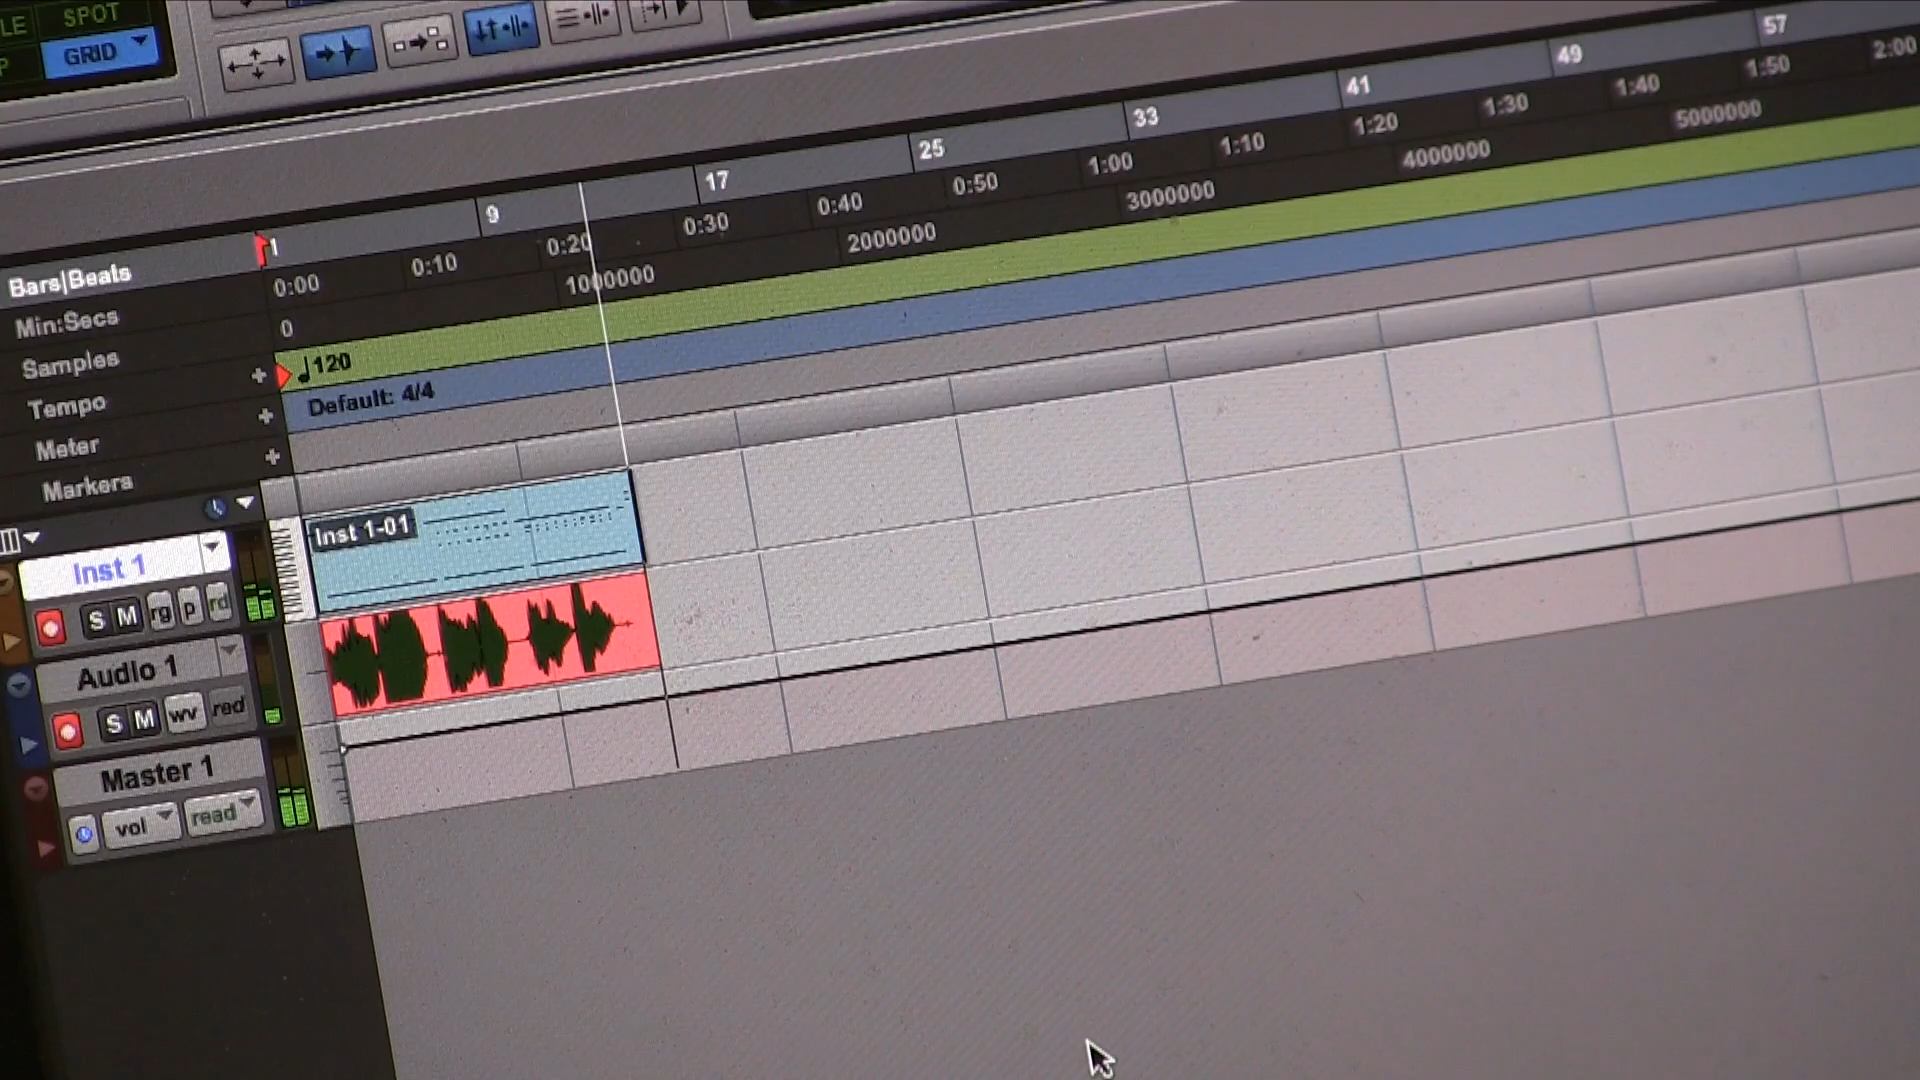 LE SPOT
P GRID
1 9 17 25 33 41 49 57
Bars|Beats
0:00 0:10 0:20 0:30 0:40 0:50 1:00 1:10 1:20 1:30 1:40 1:50 2:00
Min:Secs
0 1000000 2000000 3000000 4000000 5000000
Samples
Tempo + 120
Meter + Default: 4/4
Markers +
Inst 1
Inst 1-01
S M rg p rd
Audio 1
S M wv red
Master 1
vol read